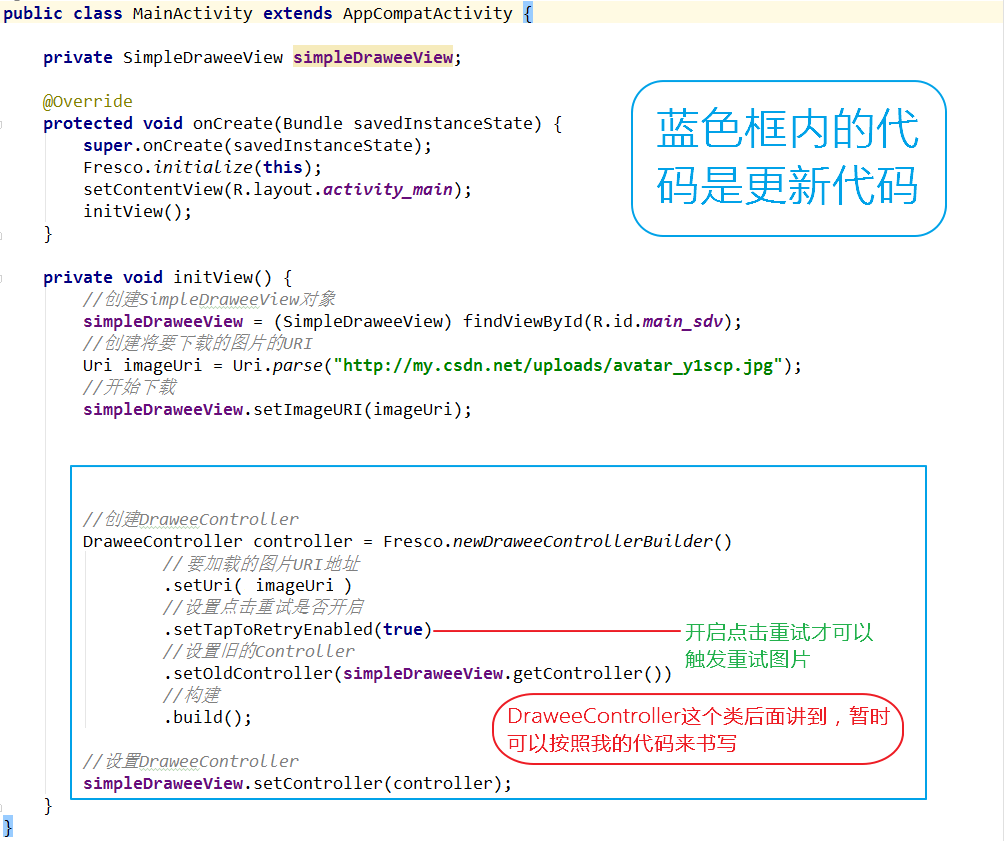 public class MainActivity extends AppCompatActivity {
private SimpleDraweeView simpleDraweeView;
@Override
protected void onCreate(Bundle savedInstanceState) {
super.onCreate(savedInstanceState);
Fresco.initialize(this);
setContentView(R.layout.activity_main);
initView();
}
蓝色框内的代
码是更新代码
private void initView() {
//创建SimpleDraweeView对象
simpleDraweeView = (SimpleDraweeView) findViewById(R.id.main_sdv);
//创建将要下载的图片的URI
Uri imageUri = Uri.parse("http://my.csdn.net/uploads/avatar_y1scp.jpg");
//开始下载
simpleDraweeView.setImageURI(imageUri);
//创建DraweeController
DraweeController controller = Fresco.newDraweeControllerBuilder()
//要加载的图片URI地址
.setUri( imageUri )
//设置点击重试是否开启
.setTapToRetryEnabled(true)
开启点击重试才可以
触发重试图片
//设置旧的Controller
.setOldController(simpleDraweeView.getController())
//构建
.build();
DraweeController这个类后面讲到，暂时
可以按照我的代码来书写
//设置DraweeController
simpleDraweeView.setController(controller);
}
}